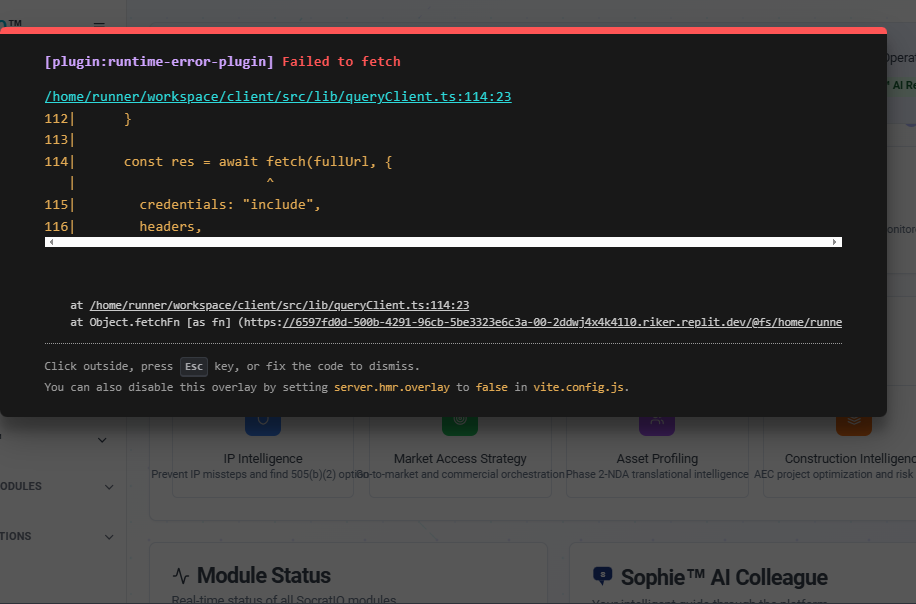 TM
[plugin:runtime-error-plugin] Failed to fetch
/home/runner/workspace/client/src/lib/queryClient.ts:114:23
112|      }
113|
114|      const res = await fetch(fullUrl, {
   |                        ^
115|        credentials: "include",
116|        headers,
at /home/runner/workspace/client/src/lib/queryClient.ts:114:23
at Object.fetchFn [as fn] (https://6597fd0d-500b-4291-96cb-5be3323e6c3a-00-2ddwj4x4k41l0.riker.replit.dev/@fs/home/runne
Click outside, press Esc key, or fix the code to dismiss.
You can also disable this overlay by setting server.hmr.overlay to false in vite.config.js.
Opera
AI Re
onitor
IP Intelligence
Prevent IP missteps and find 505(b)(2) optio
Market Access Strategy
Go-to-market and commercial orchestration
Asset Profiling
Phase 2-NDA translational intelligence
Construction Intelligenc
AEC project optimization and risk
ODULES
TIONS
Module Status
Real-time status of all SocratIQ modules
Sophie™ AI Colleague
Your intelligent guide through the platform